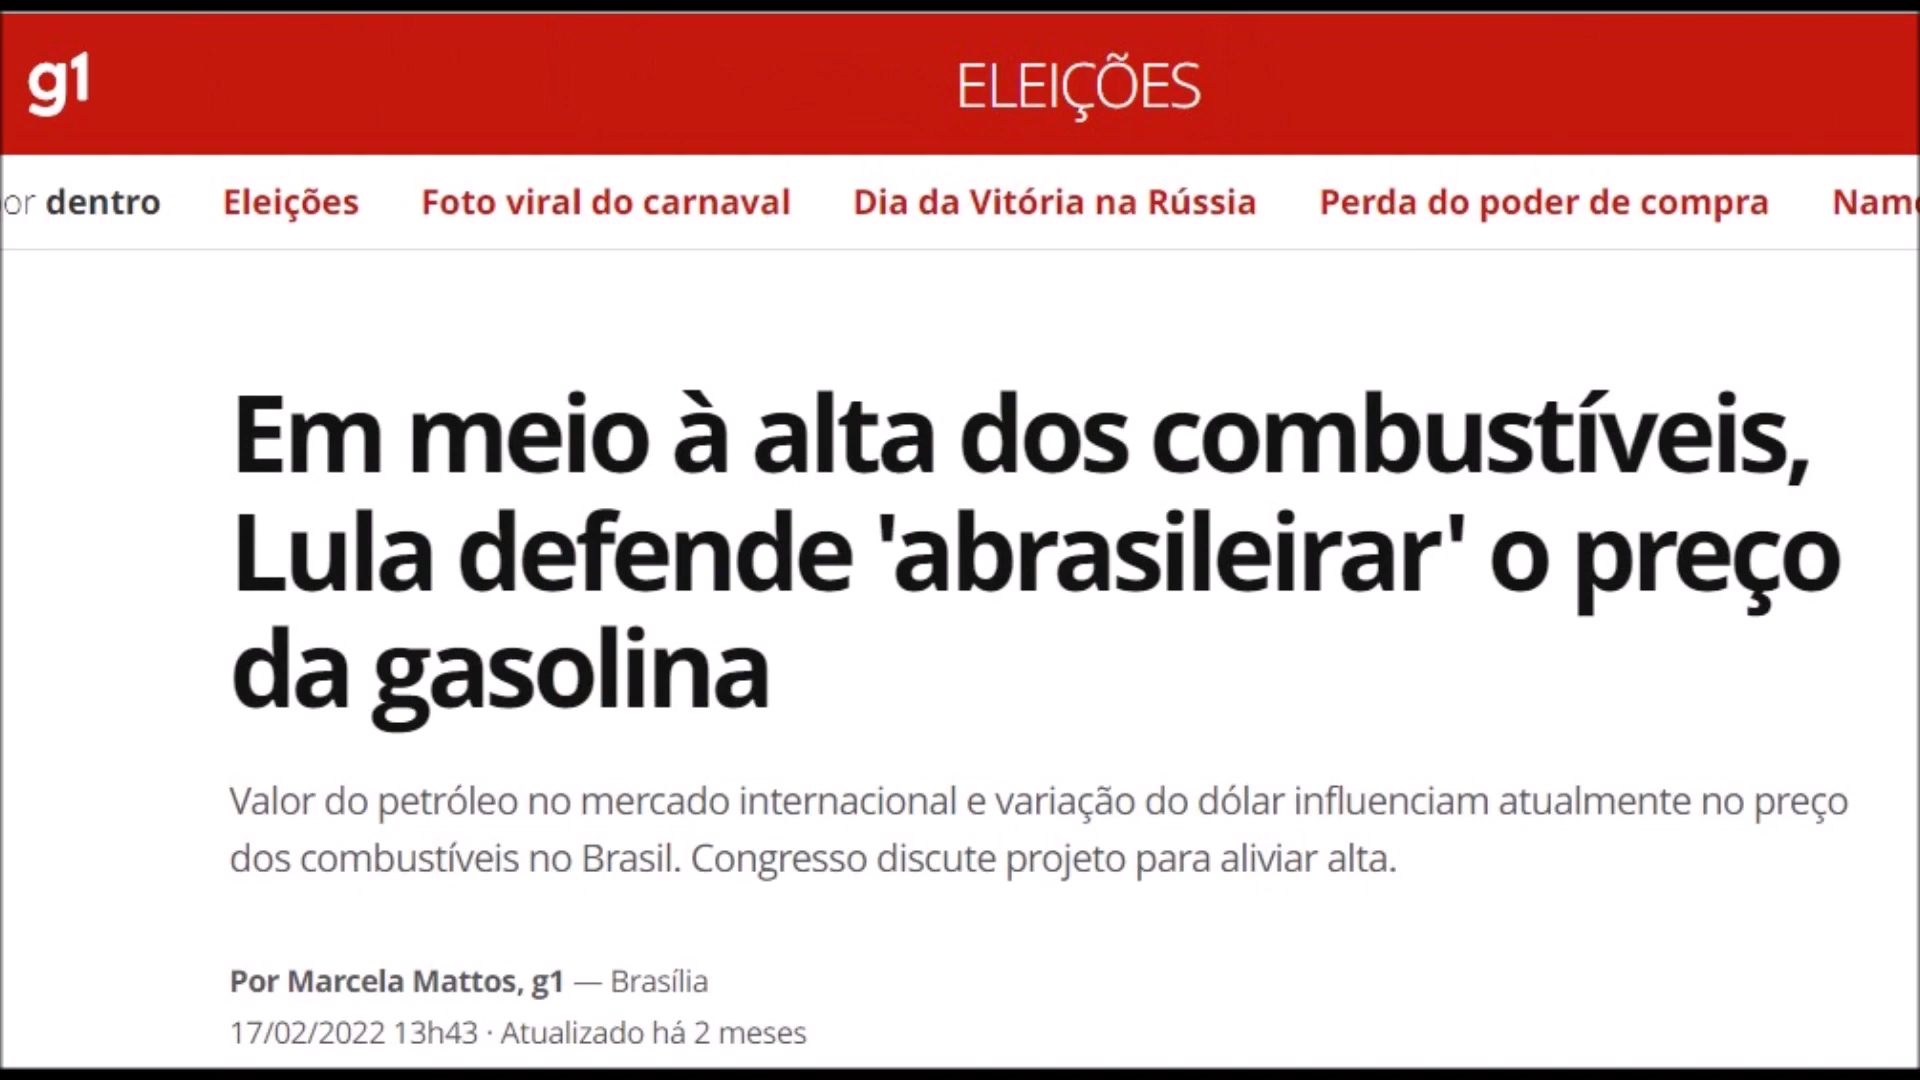 g1
ELEIÇÕES
or dentro Eleições Foto viral do carnaval Dia da Vitória na Rússia Perda do poder de compra Nam
Em meio à alta dos combustíveis,
Lula defende 'abrasileirar' o preço
da gasolina
Valor do petróleo no mercado internacional e variação do dólar influenciam atualmente no preço
dos combustíveis no Brasil. Congresso discute projeto para aliviar alta.
Por Marcela Mattos, g1 — Brasília
17/02/2022 13h43 · Atualizado há 2 meses